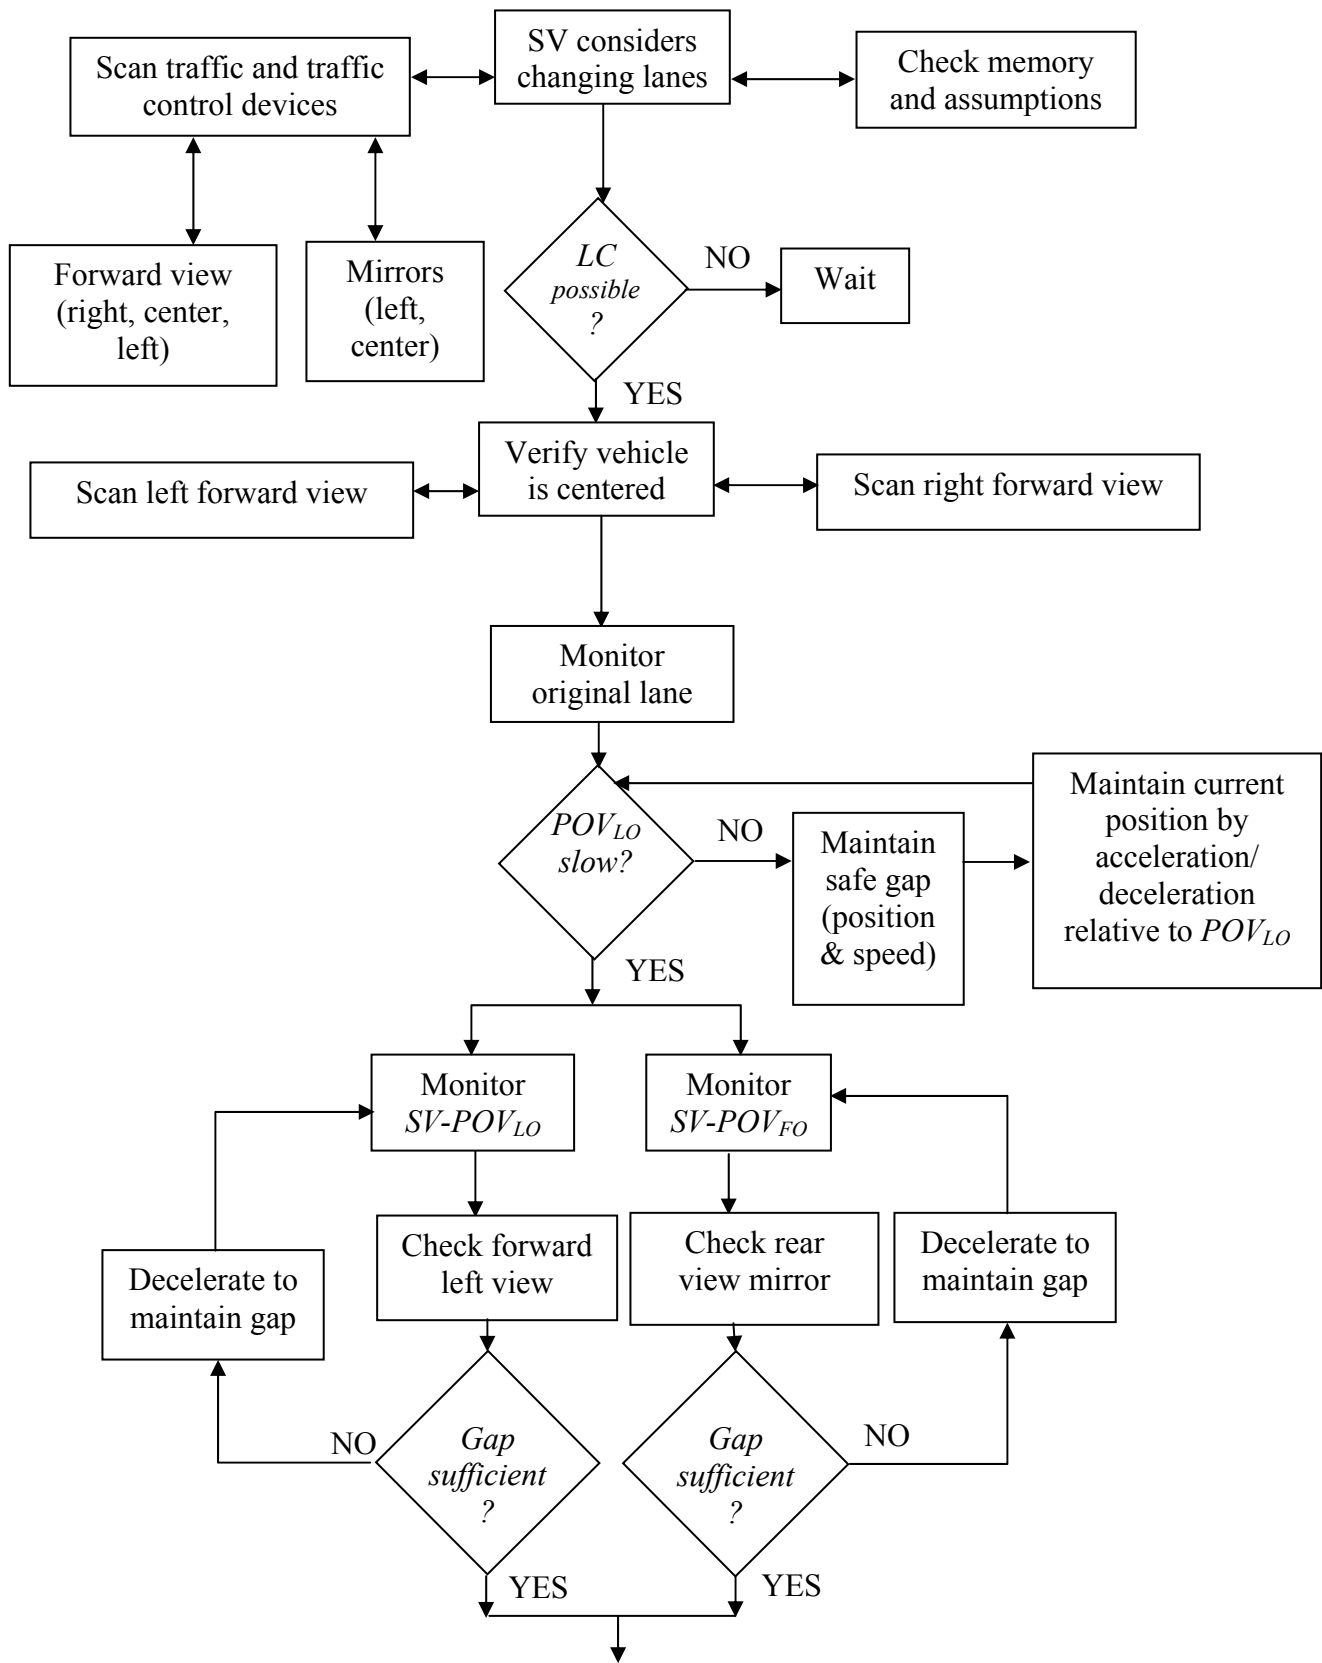 SV considers
changing lanes
Scan traffic and traffic
control devices
Check memory
and assumptions
Forward view
(right, center,
left)
Mirrors
(left,
center)
LC
possible
?
NO
Wait
YES
Verify vehicle
is centered
Scan left forward view
Scan right forward view
Monitor
original lane
POV_LO
slow?
NO
Maintain
safe gap
(position
& speed)
Maintain current
position by
acceleration/
deceleration
relative to POV_LO
YES
Monitor
SV-POV_LO
Monitor
SV-POV_FO
Check forward
left view
Check rear
view mirror
Decelerate to
maintain gap
Decelerate to
maintain gap
NO
Gap
sufficient
?
Gap
sufficient
?
NO
YES
YES